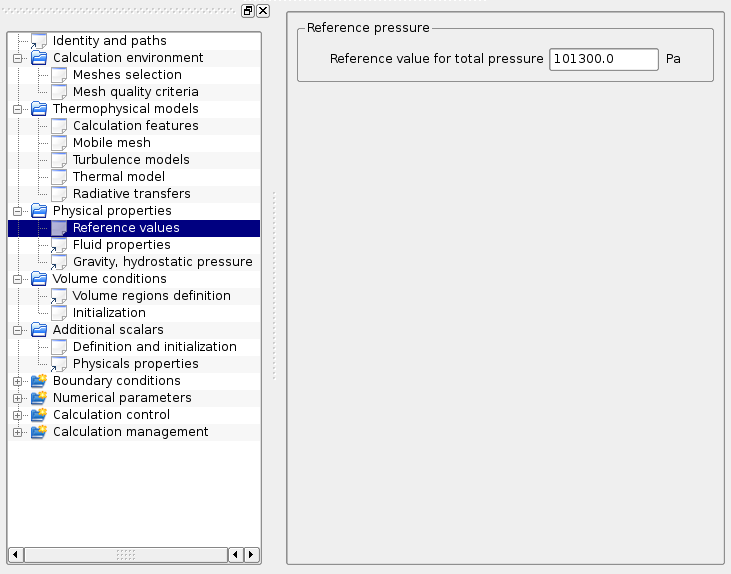 Identity and paths
Calculation environment
Meshes selection
Mesh quality criteria
Thermophysical models
Calculation features
Mobile mesh
Turbulence models
Thermal model
Radiative transfers
Physical properties
Reference values
Fluid properties
Gravity, hydrostatic pressure
Volume conditions
Volume regions definition
Initialization
Additional scalars
Definition and initialization
Physicals properties
Boundary conditions
Numerical parameters
Calculation control
Calculation management
Reference pressure
Reference value for total pressure 101300.0 Pa